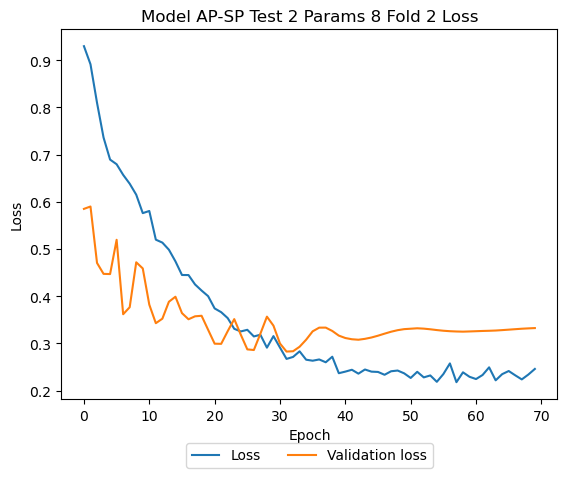 Model AP-SP Test 2 Params 8 Fold 2 Loss
0.9
0.8
0.7
0.6
0.5
0.4
0.3
0.2
Loss
0 10 20 30 40 50 60 70
Epoch
Loss Validation loss